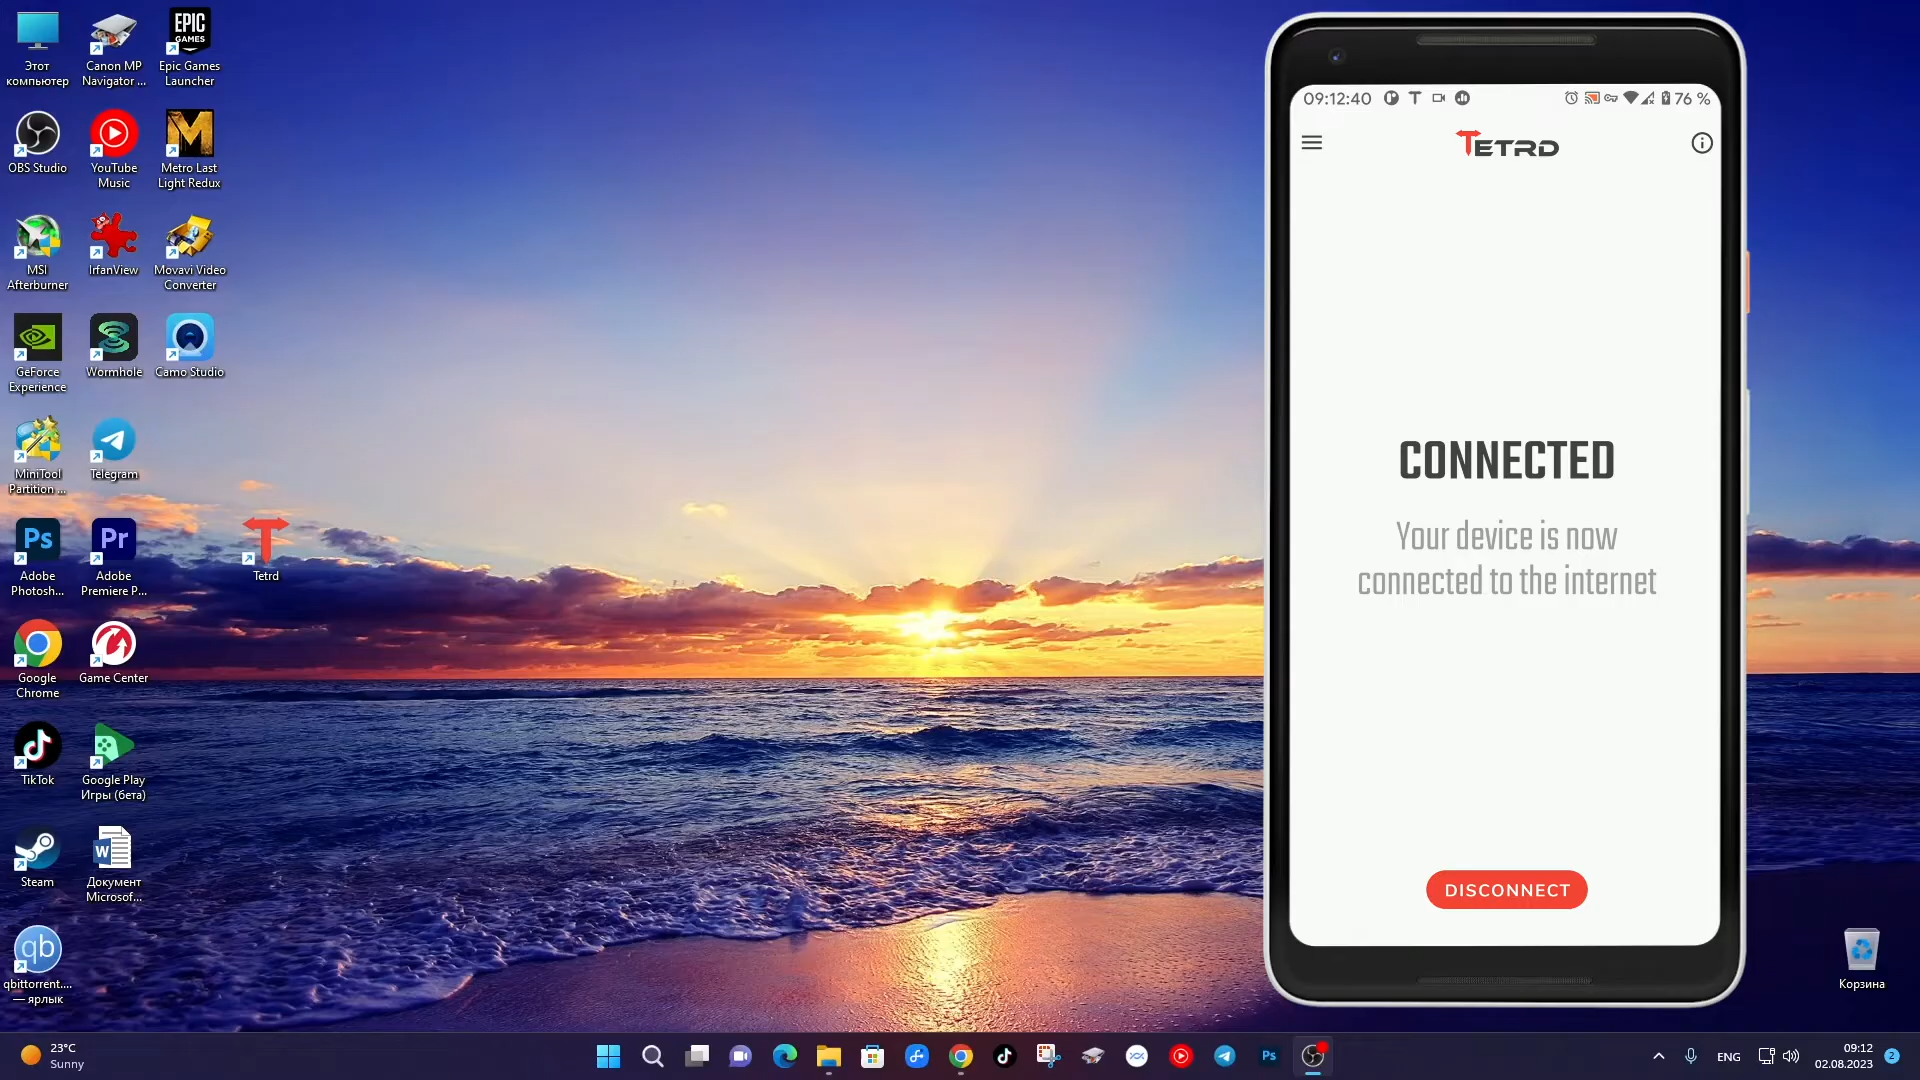 Этот
компьютер
Canon MP
Navigator ...
EPIC
GAMES
Epic Games
Launcher
OBS Studio
YouTube
Music
Metro Last
Light Redux
MSI
Afterburner
IrfanView
Movavi Video
Converter
GeForce
Experience
Wormhole
Camo Studio
MiniTool
Partition ...
Telegram
Ps
Adobe
Photosh...
Pr
Adobe
Premiere P...
Tetrd
Google
Chrome
Game Center
TikTok
Google Play
Игры (бета)
Steam
W
Документ
Microsof...
qb
qbittorrent....
— ярлык
09:12:40
76 %
TETRD
CONNECTED
Your device is now
connected to the internet
DISCONNECT
Корзина
23°C
Sunny
Ps
ENG
09:12
02.08.2023
2